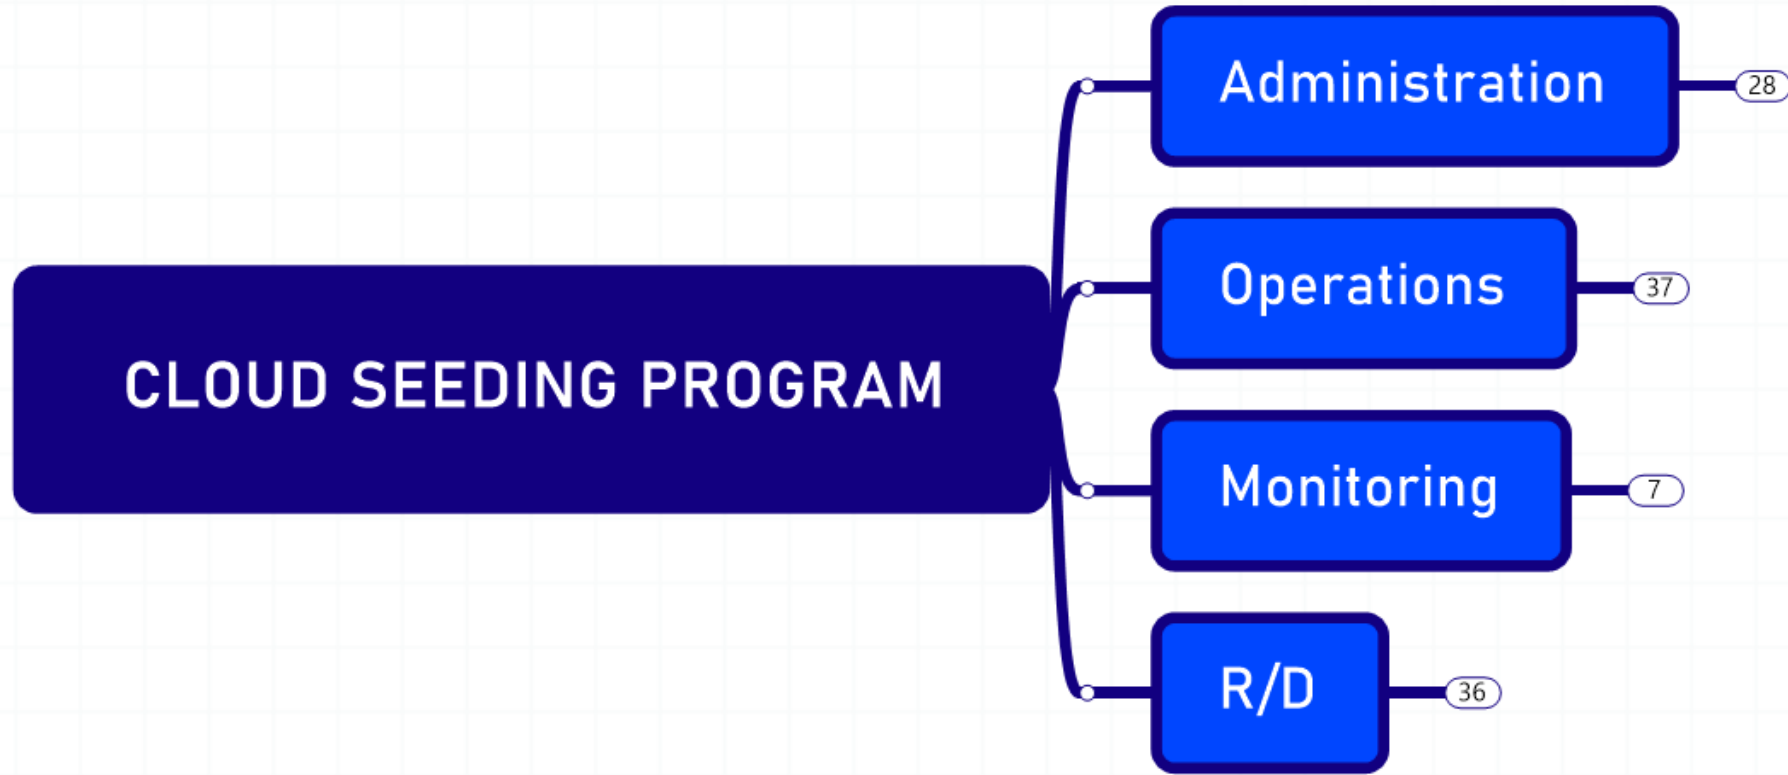 CLOUD SEEDING PROGRAM
Administration
28
Operations
37
Monitoring
7
R/D
36